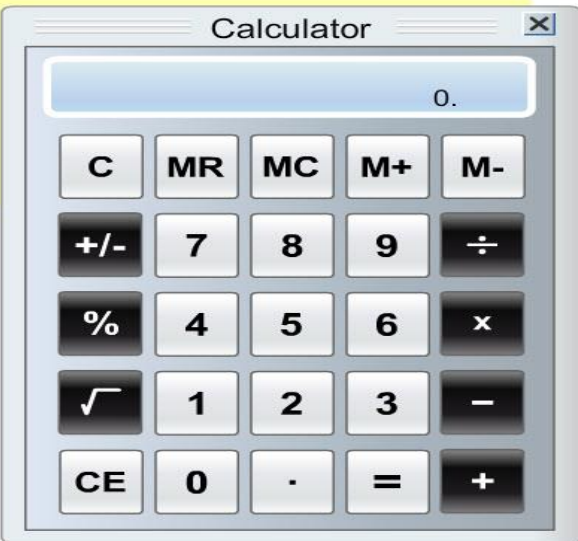 Calculator
0.
C MR MC M+ M-
+/- 7 8 9 ÷
% 4 5 6 x
√ 1 2 3 −
CE 0 . = +